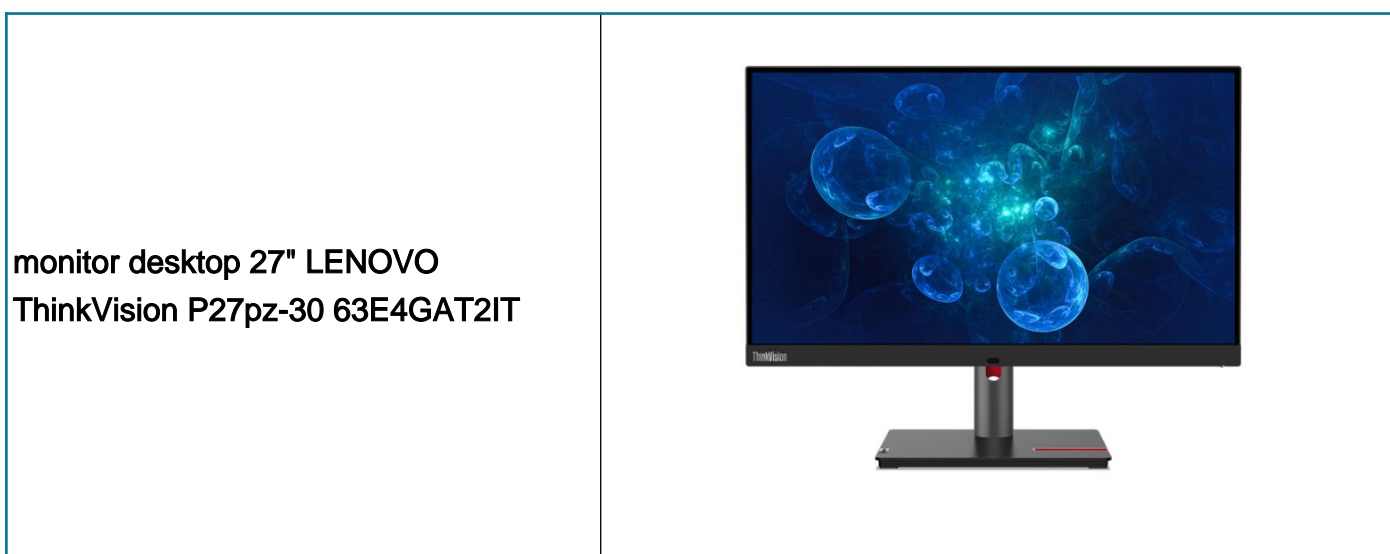 monitor desktop 27" LENOVO
ThinkVision P27pz-30 63E4GAT2IT
ThinkVision